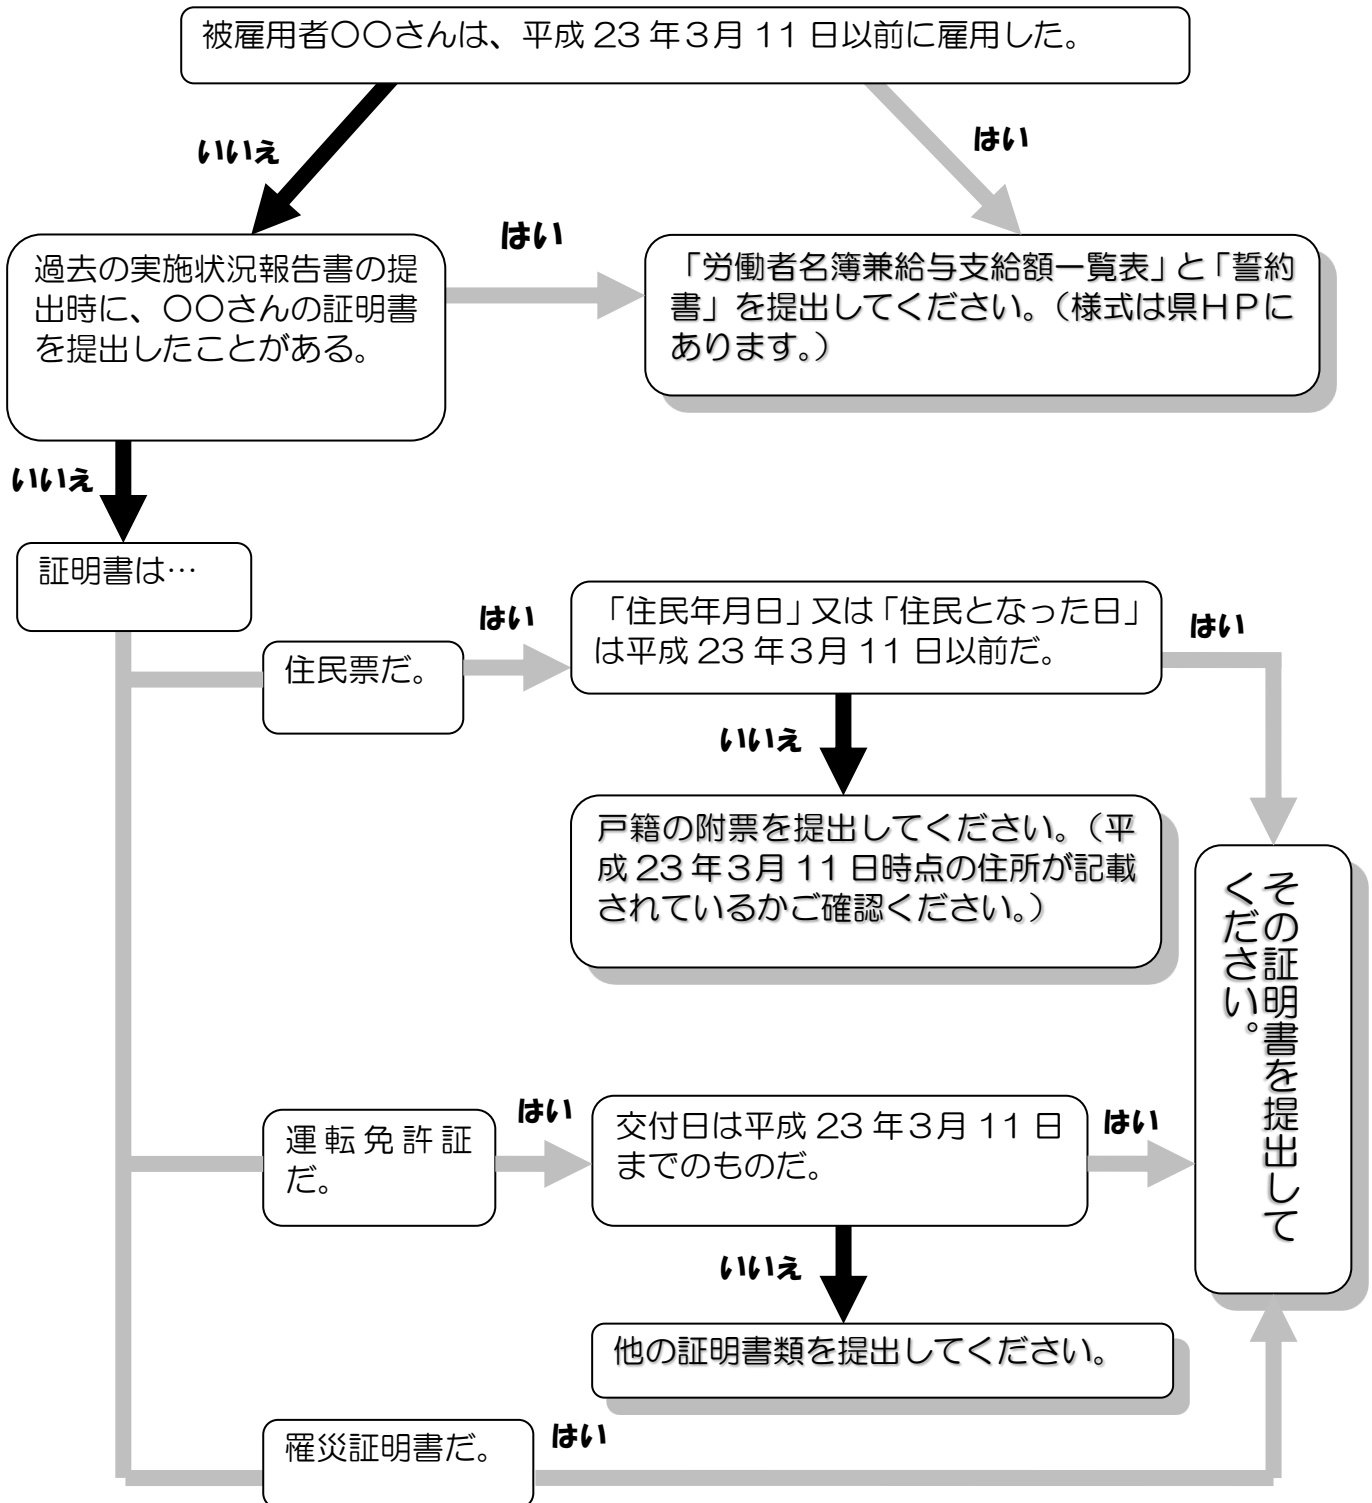 被雇用者〇〇さんは、平成 23 年３月 11 日以前に雇用した。
いいえ
はい
過去の実施状況報告書の提
出時に、〇〇さんの証明書
を提出したことがある。
はい
「労働者名簿兼給与支給額一覧表」と「誓約
書」を提出してください。（様式は県ＨＰに
あります。）
いいえ
証明書は…
住民票だ。
はい
「住民年月日」又は「住民となった日」
は平成 23 年３月 11 日以前だ。
はい
いいえ
戸籍の附票を提出してください。（平
成 23 年３月 11 日時点の住所が記載
されているかご確認ください。）
その証明書を提出して
ください。
運転免許証
だ。
はい
交付日は平成 23 年３月 11 日
までのものだ。
はい
いいえ
他の証明書類を提出してください。
罹災証明書だ。
はい